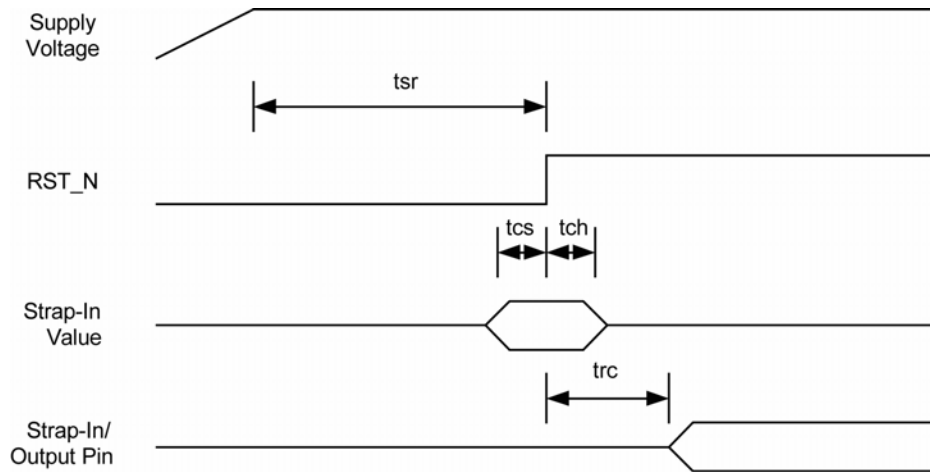 Supply
Voltage
tsr
RST_N
tcs
tch
Strap-In
Value
trc
Strap-In/
Output Pin